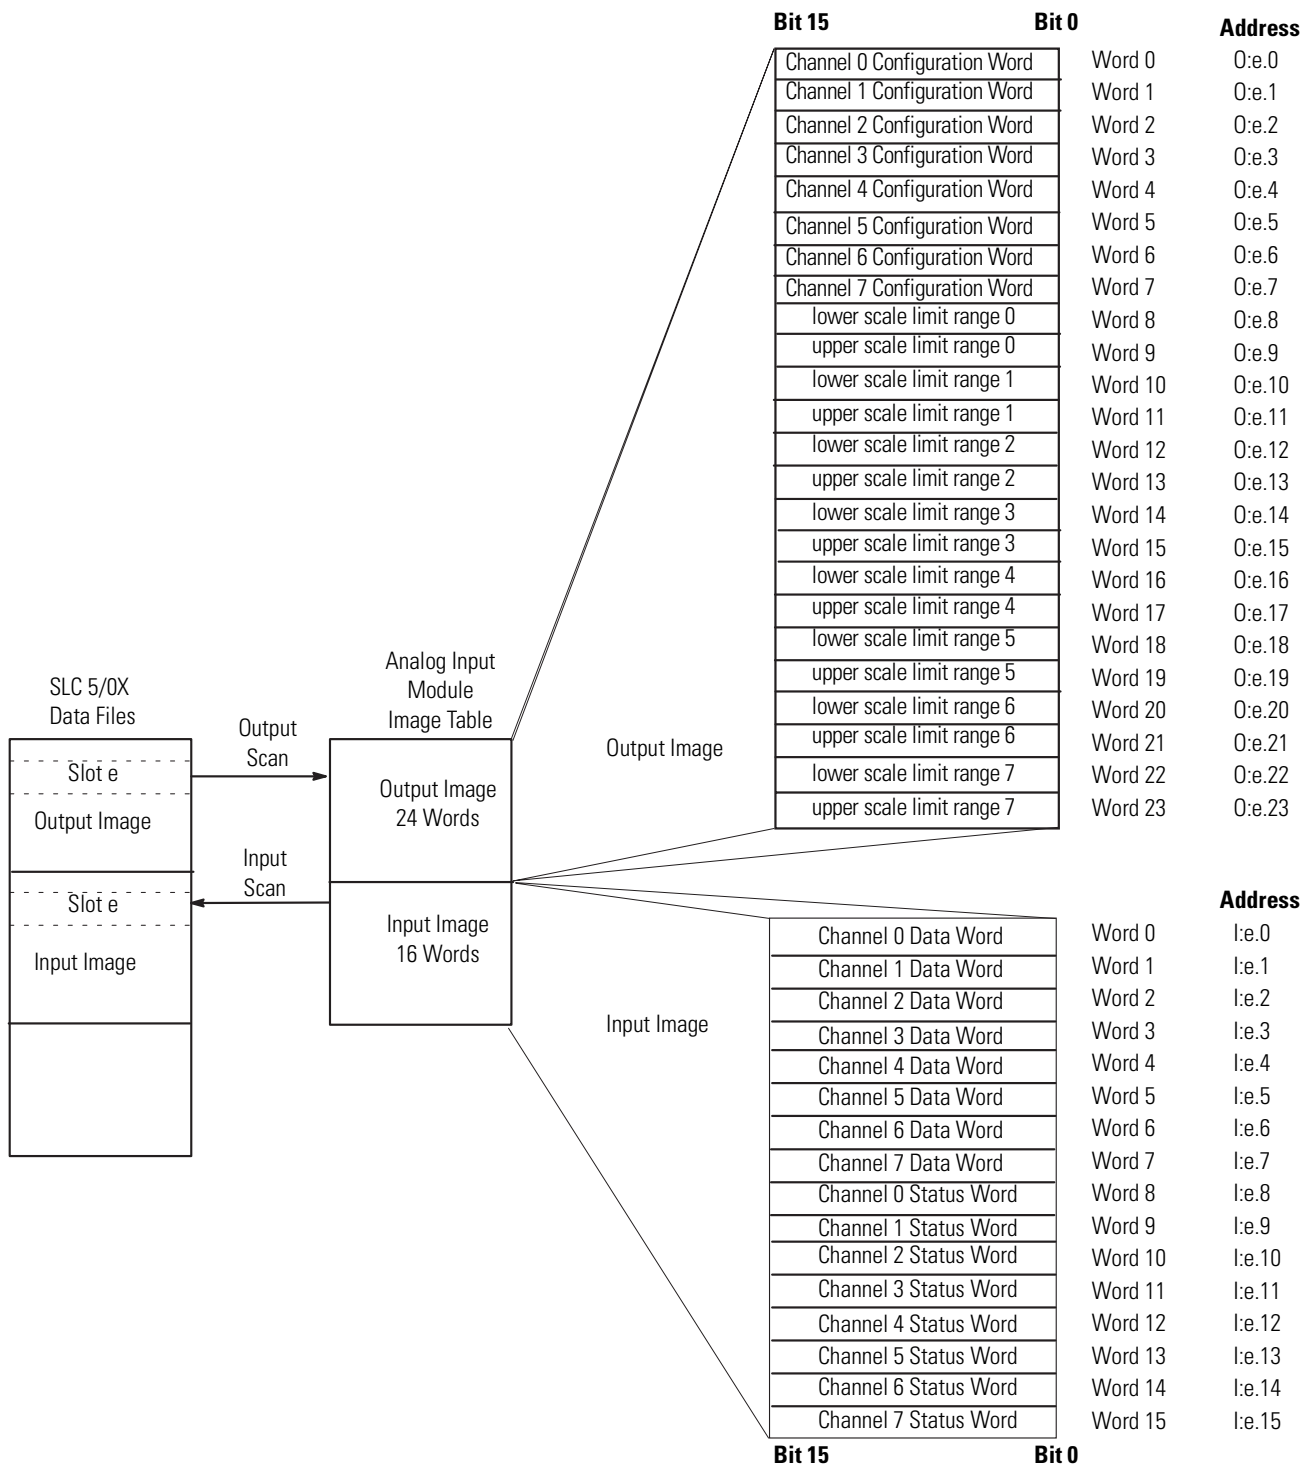 Bit 15 Bit 0 Address
Channel 0 Configuration Word Word 0 O:e.0
Channel 1 Configuration Word Word 1 O:e.1
Channel 2 Configuration Word Word 2 O:e.2
Channel 3 Configuration Word Word 3 O:e.3
Channel 4 Configuration Word Word 4 O:e.4
Channel 5 Configuration Word Word 5 O:e.5
Channel 6 Configuration Word Word 6 O:e.6
Channel 7 Configuration Word Word 7 O:e.7
lower scale limit range 0 Word 8 O:e.8
upper scale limit range 0 Word 9 O:e.9
lower scale limit range 1 Word 10 O:e.10
upper scale limit range 1 Word 11 O:e.11
lower scale limit range 2 Word 12 O:e.12
upper scale limit range 2 Word 13 O:e.13
lower scale limit range 3 Word 14 O:e.14
upper scale limit range 3 Word 15 O:e.15
lower scale limit range 4 Word 16 O:e.16
upper scale limit range 4 Word 17 O:e.17
lower scale limit range 5 Word 18 O:e.18
upper scale limit range 5 Word 19 O:e.19
lower scale limit range 6 Word 20 O:e.20
upper scale limit range 6 Word 21 O:e.21
lower scale limit range 7 Word 22 O:e.22
upper scale limit range 7 Word 23 O:e.23
SLC 5/0X
Data Files
Slot e
Output Image
Slot e
Input Image
Output
Scan
Input
Scan
Analog Input
Module
Image Table
Output Image
24 Words
Input Image
16 Words
Output Image
Input Image
Address
Channel 0 Data Word Word 0 I:e.0
Channel 1 Data Word Word 1 I:e.1
Channel 2 Data Word Word 2 I:e.2
Channel 3 Data Word Word 3 I:e.3
Channel 4 Data Word Word 4 I:e.4
Channel 5 Data Word Word 5 I:e.5
Channel 6 Data Word Word 6 I:e.6
Channel 7 Data Word Word 7 I:e.7
Channel 0 Status Word Word 8 I:e.8
Channel 1 Status Word Word 9 I:e.9
Channel 2 Status Word Word 10 I:e.10
Channel 3 Status Word Word 11 I:e.11
Channel 4 Status Word Word 12 I:e.12
Channel 5 Status Word Word 13 I:e.13
Channel 6 Status Word Word 14 I:e.14
Channel 7 Status Word Word 15 I:e.15
Bit 15 Bit 0